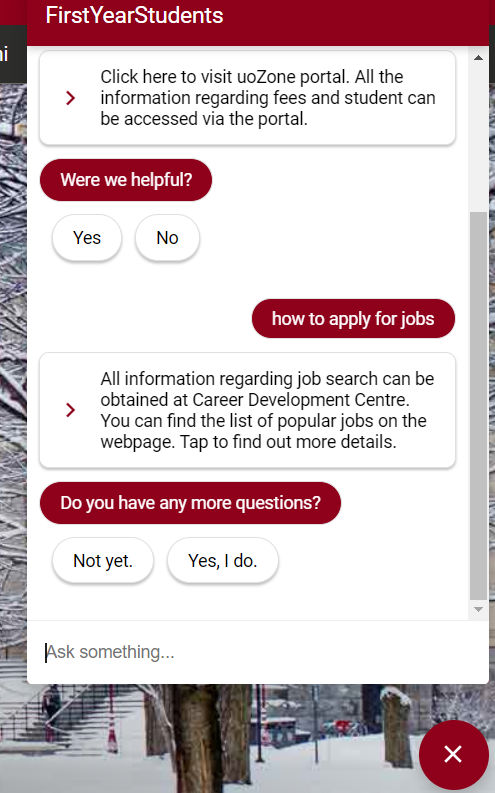 FirstYearStudents
ni
Click here to visit uoZone portal. All the
information regarding fees and student can
be accessed via the portal.
Were we helpful?
Yes
No
how to apply for jobs
All information regarding job search can be
obtained at Career Development Centre.
You can find the list of popular jobs on the
webpage. Tap to find out more details.
Do you have any more questions?
Not yet.
Yes, I do.
Ask something...